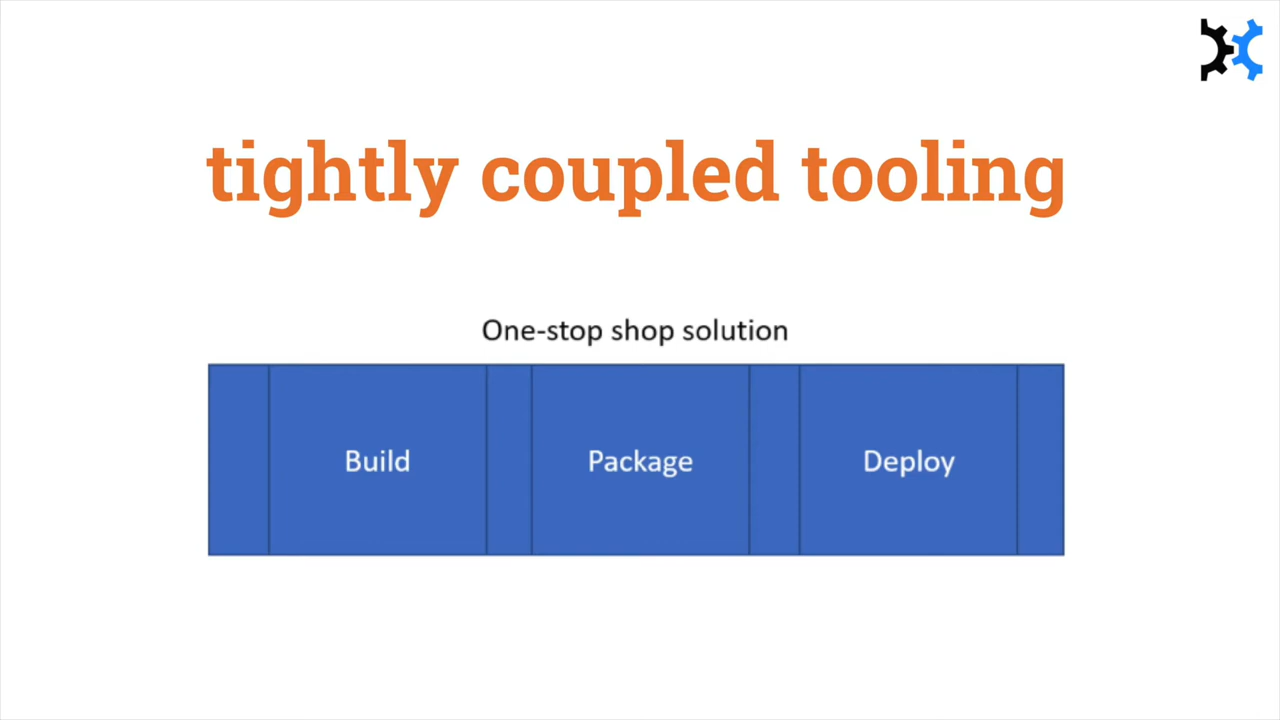 tightly coupled tooling
One-stop shop solution
Build
Package
Deploy